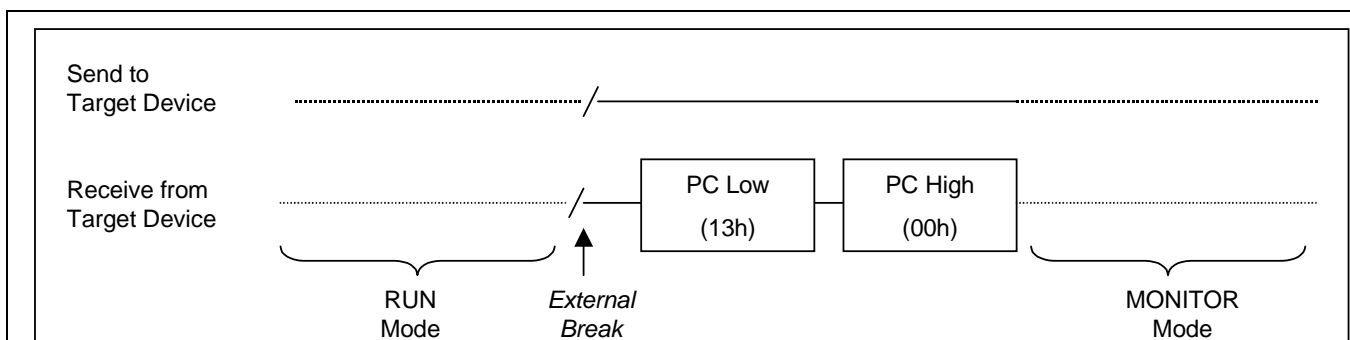 Send to
Target Device
Receive from
Target Device
PC Low
(13h)
PC High
(00h)
RUN
Mode
External
Break
MONITOR
Mode